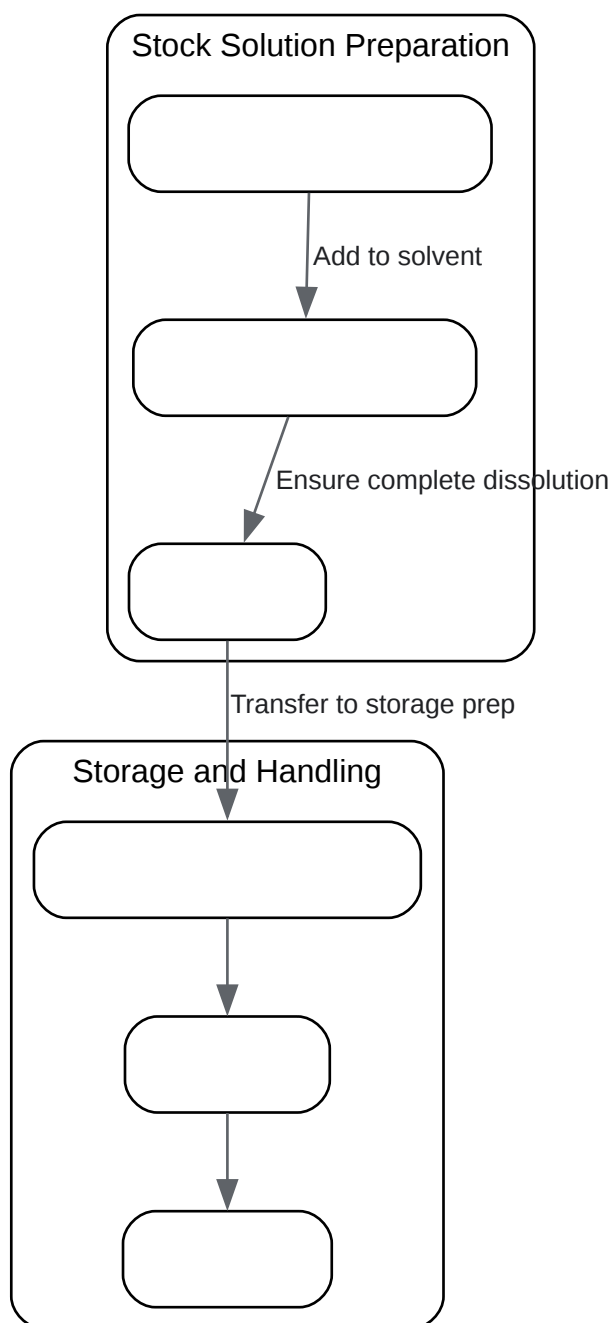 Stock Solution Preparation
Add to solvent
Ensure complete dissolution
Transfer to storage prep
Storage and Handling